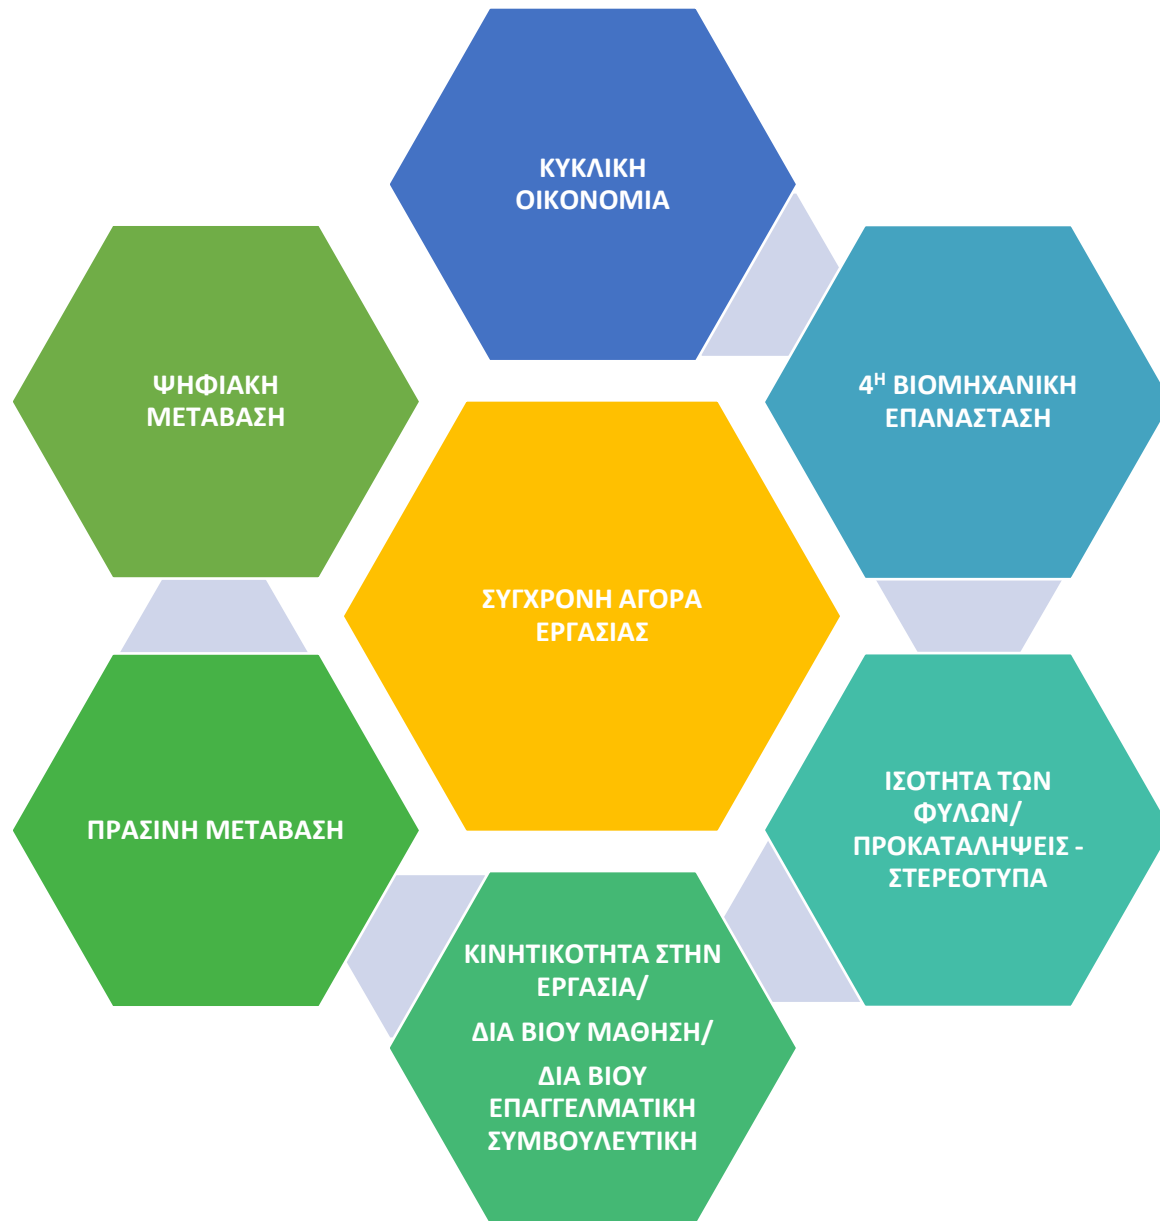 ΚΥΚΛΙΚΗ
ΟΙΚΟΝΟΜΙΑ
4Η ΒΙΟΜΗΧΑΝΙΚΗ
ΕΠΑΝΑΣΤΑΣΗ
ΙΣΟΤΗΤΑ ΤΩΝ
ΦΥΛΩΝ/
ΠΡΟΚΑΤΑΛΗΨΕΙΣ -
ΣΤΕΡΕΟΤΥΠΑ
ΚΙΝΗΤΙΚΟΤΗΤΑ ΣΤΗΝ
ΕΡΓΑΣΙΑ/
ΔΙΑ ΒΙΟΥ ΜΑΘΗΣΗ/
ΔΙΑ ΒΙΟΥ
ΕΠΑΓΓΕΛΜΑΤΙΚΗ
ΣΥΜΒΟΥΛΕΥΤΙΚΗ
ΠΡΑΣΙΝΗ ΜΕΤΑΒΑΣΗ
ΨΗΦΙΑΚΗ
ΜΕΤΑΒΑΣΗ
ΣΥΓΧΡΟΝΗ ΑΓΟΡΑ
ΕΡΓΑΣΙΑΣ